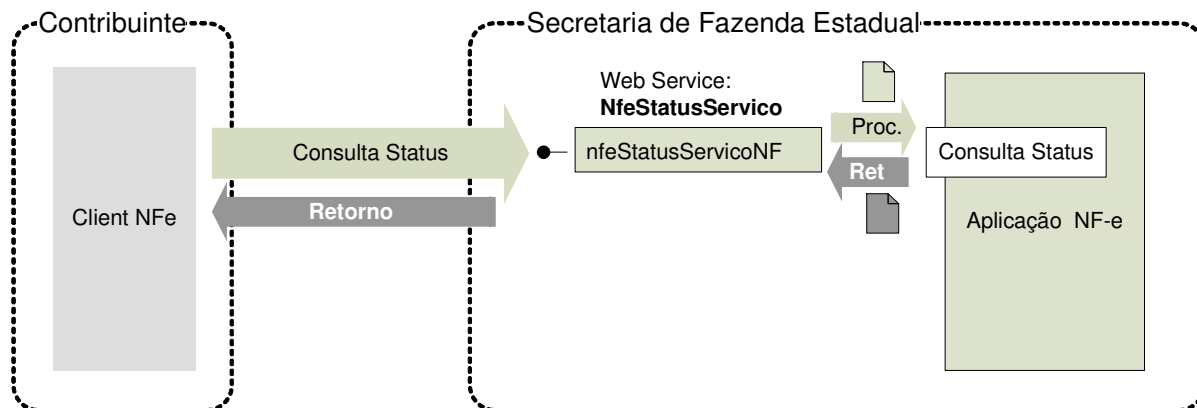 Contribuinte
Secretaria de Fazenda Estadual
Web Service:
NfeStatusServico
Consulta Status
nfeStatusServicoNF
Proc.
Ret
Consulta Status
Retorno
Client NFe
Aplicação NF-e